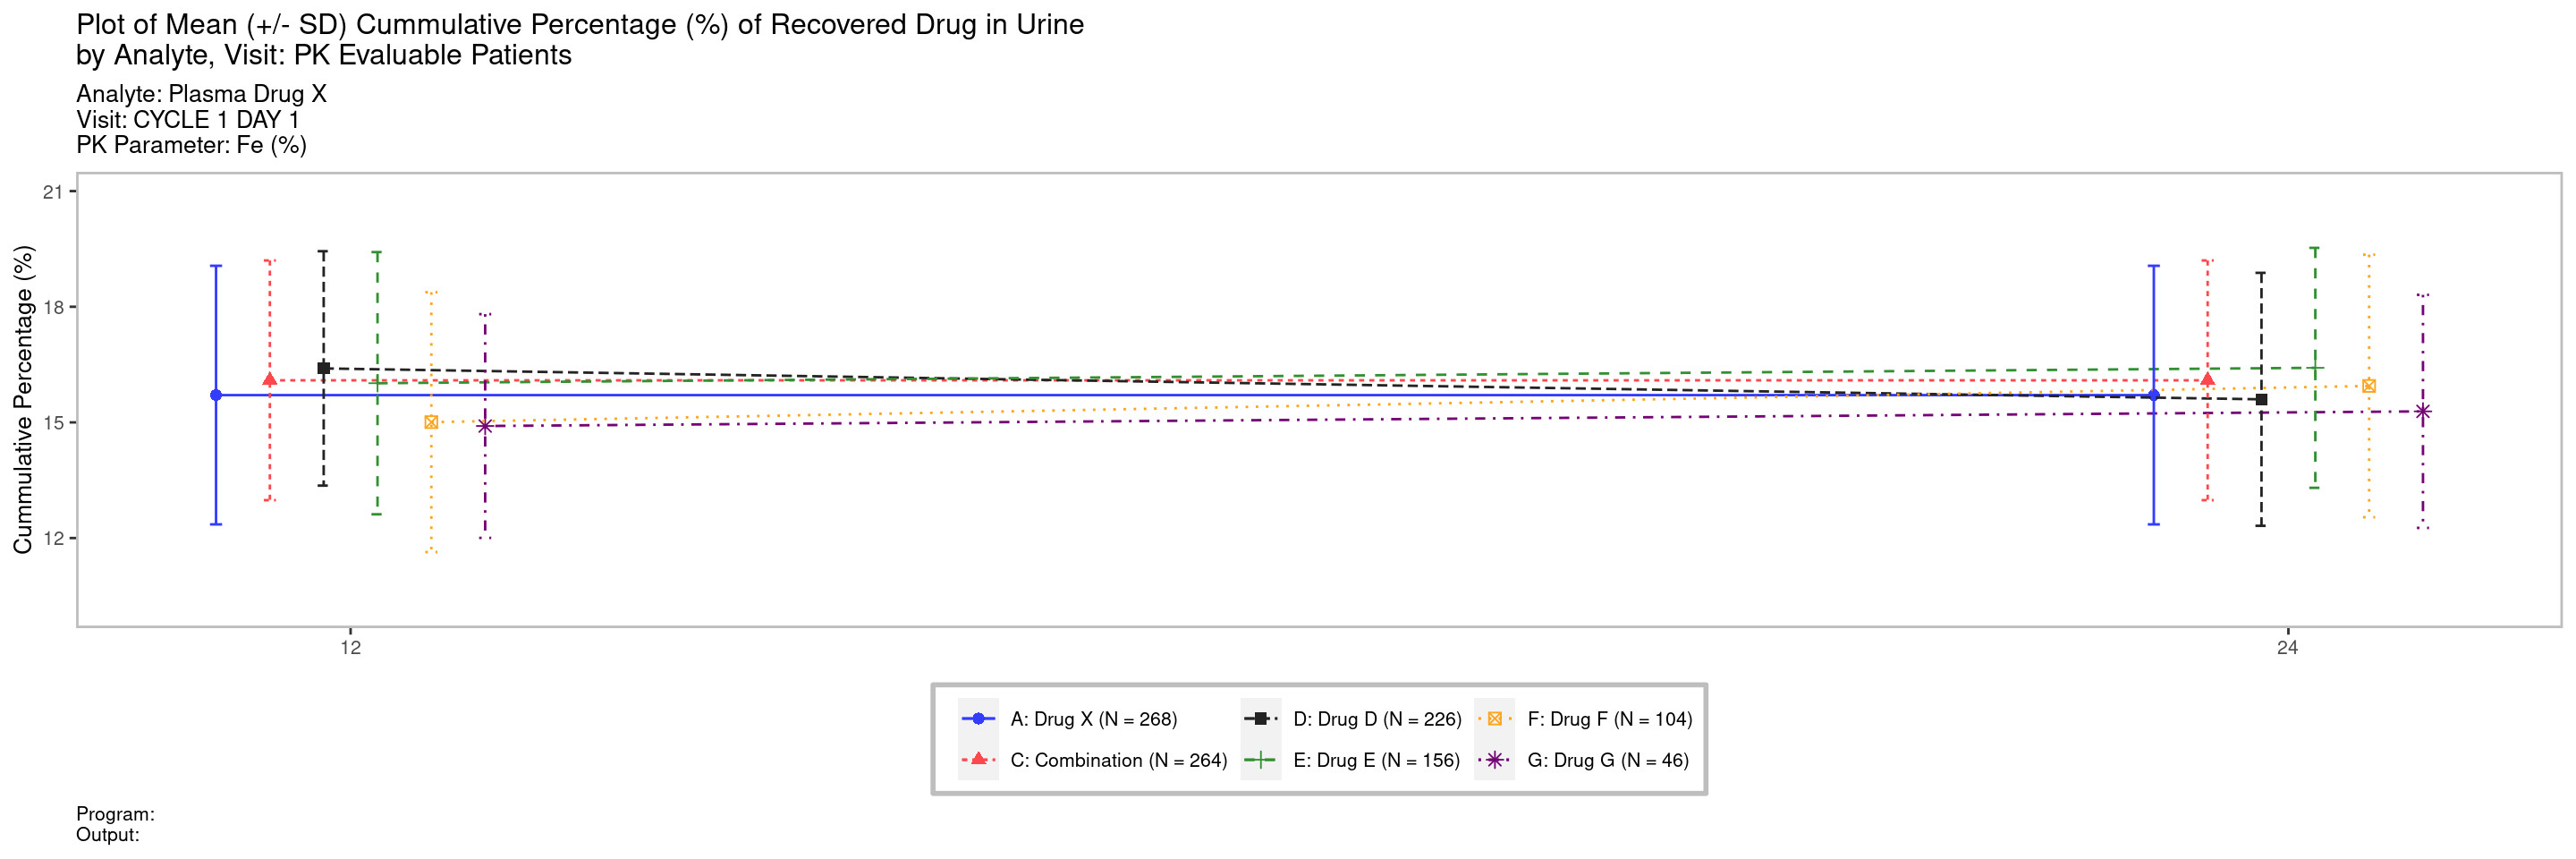 Plot of Mean (+/- SD) Cummulative Percentage (%) of Recovered Drug in Urine
by Analyte, Visit: PK Evaluable Patients
Analyte: Plasma Drug X
Visit: CYCLE 1 DAY 1
PK Parameter: Fe (%)
Cummulative Percentage (%)
21
18
15
12
12
24
A: Drug X (N = 268)
D: Drug D (N = 226)
F: Drug F (N = 104)
C: Combination (N = 264)
E: Drug E (N = 156)
G: Drug G (N = 46)
Program:
Output: